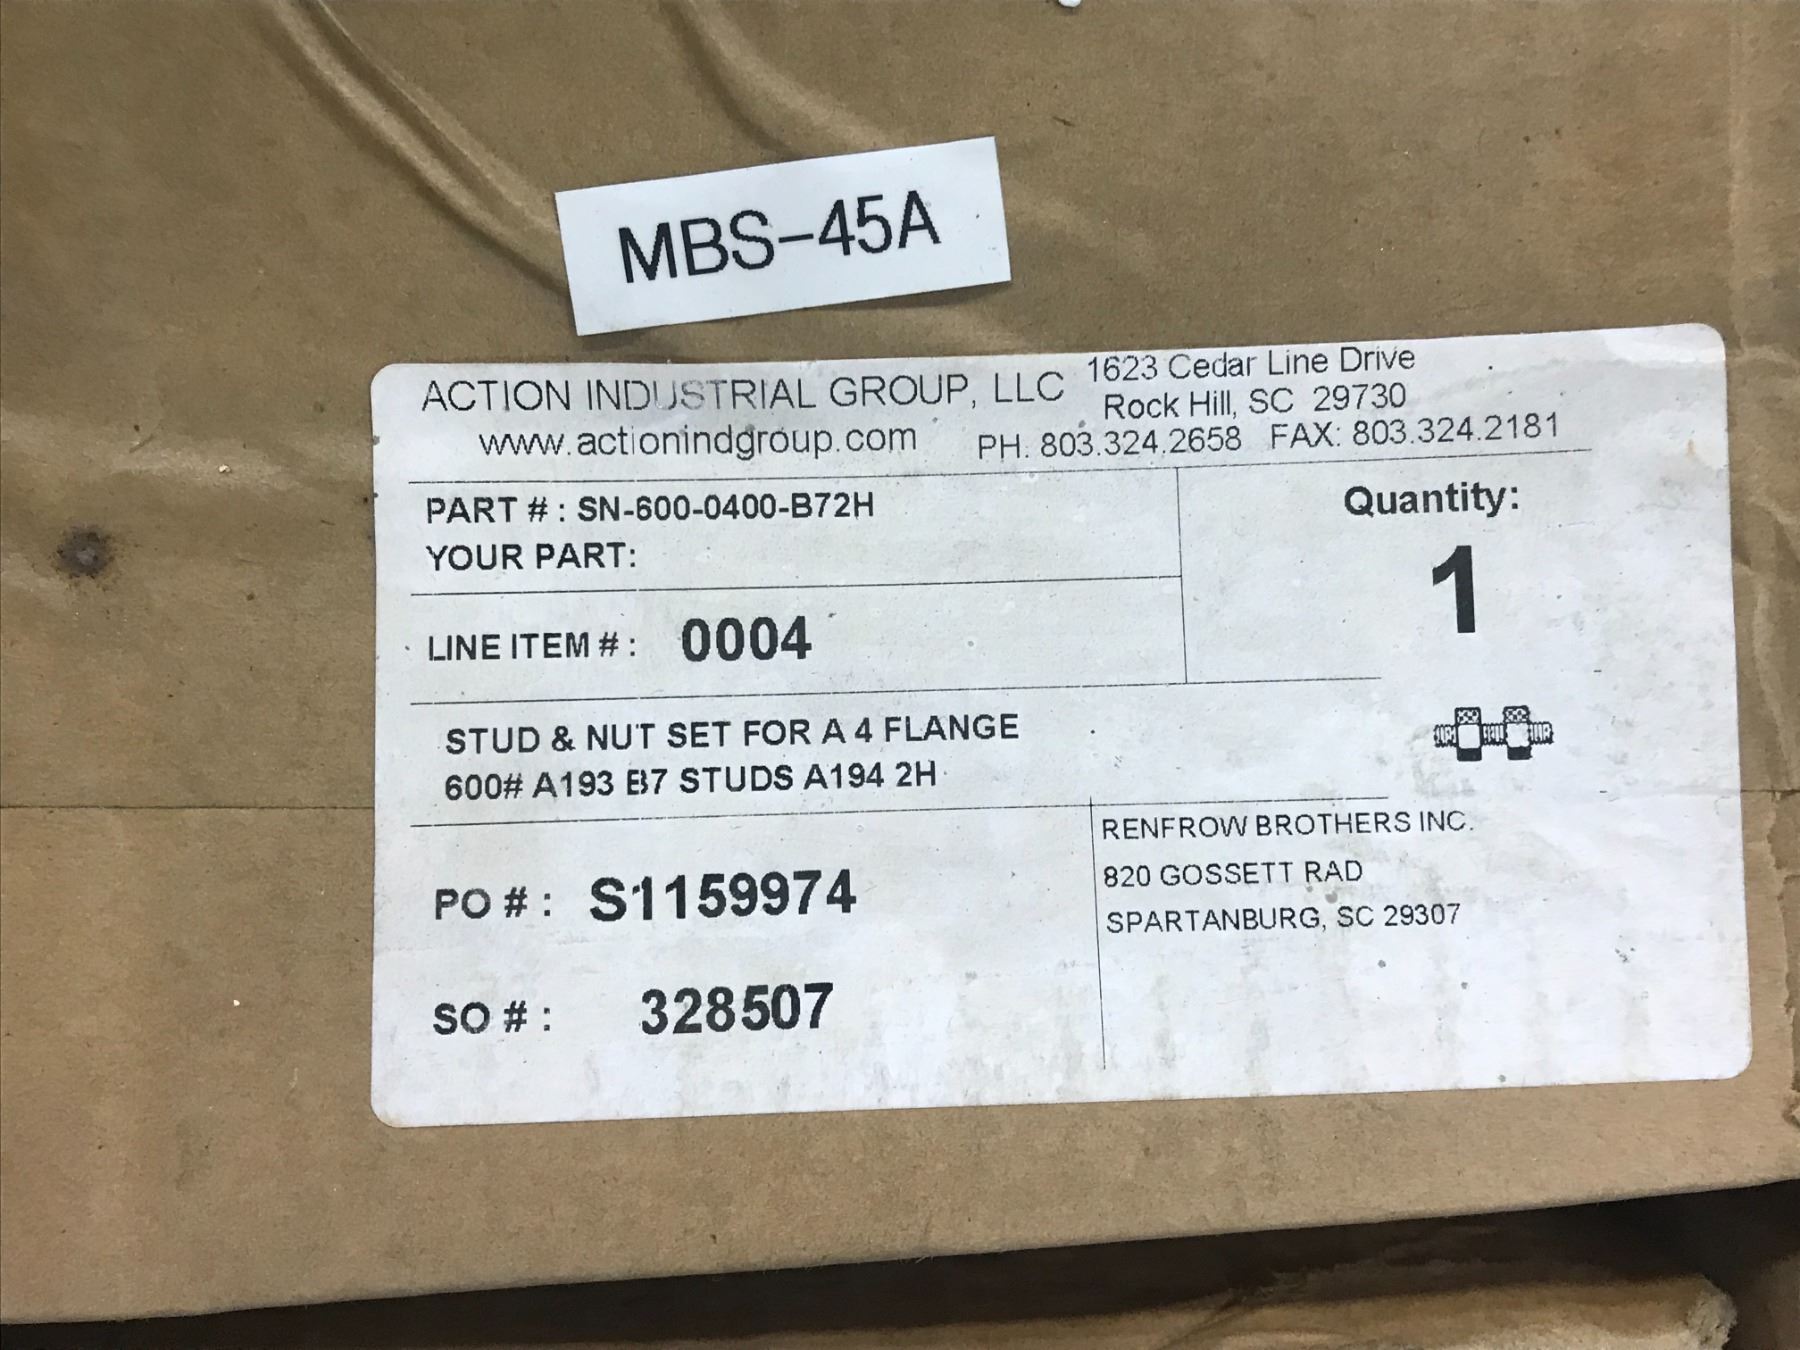 MBS-45A
ACTION INDUSTRIAL GROUP, LLC
1623 Cedar Line Drive
Rock Hill, SC 29730
www.actionindgroup.com PH: 803.324.2658 FAX: 803.324.2181
PART # : SN-600-0400-B72H
YOUR PART:
Quantity:
1
LINE ITEM # : 0004
STUD & NUT SET FOR A 4 FLANGE
600# A193 B7 STUDS A194 2H
PO # : S1159974
SO # : 328507
RENFROW BROTHERS INC.
820 GOSSETT RAD
SPARTANBURG, SC 29307